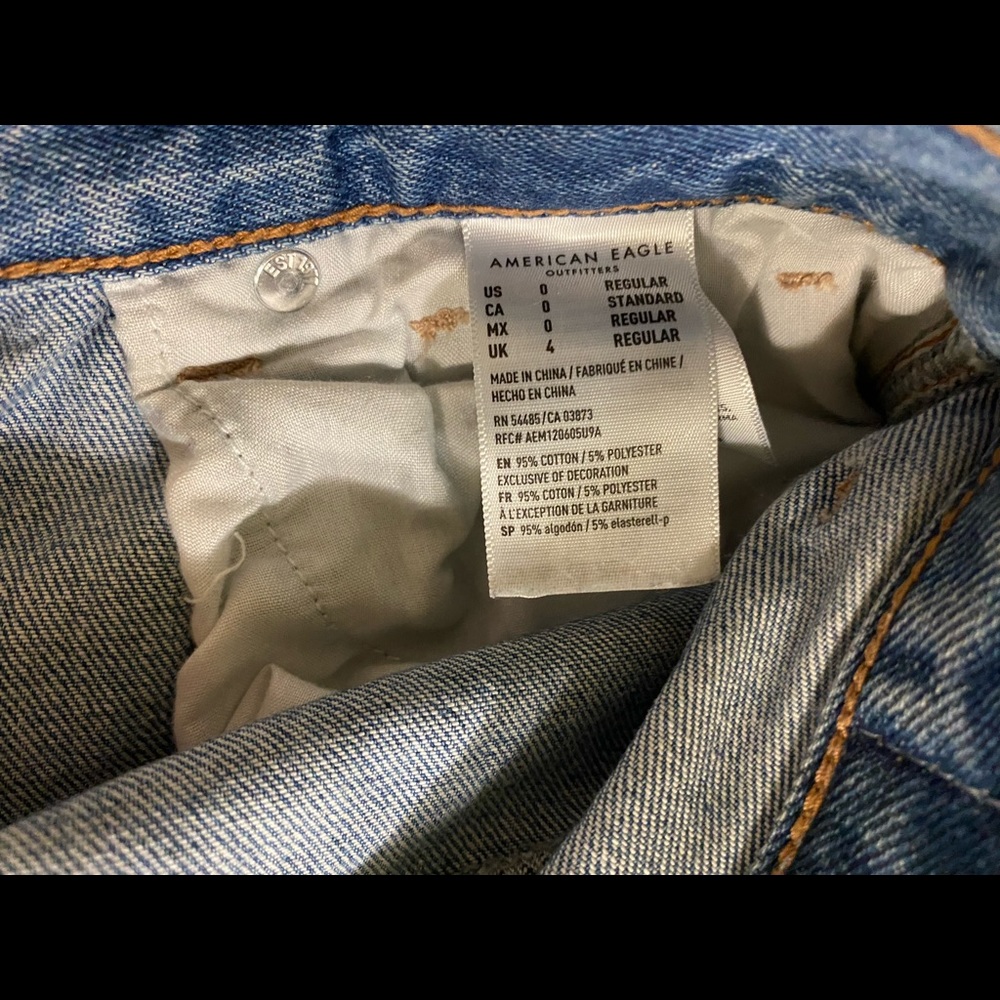 EST 197
AMERICAN EAGLE
OUTFITTERS
US 0 REGULAR
CA 0 STANDARD
MX 0 REGULAR
UK 4 REGULAR
MADE IN CHINA / FABRIQUÉ EN CHINE /
HECHO EN CHINA
RN 54485/CA 03873
RFC# AEM120605U9A
EN 95% COTTON / 5% POLYESTER
EXCLUSIVE OF DECORATION
FR 95% COTON / 5% POLYESTER
À L'EXCEPTION DE LA GARNITURE
SP 95% algodón / 5% elasterell-p